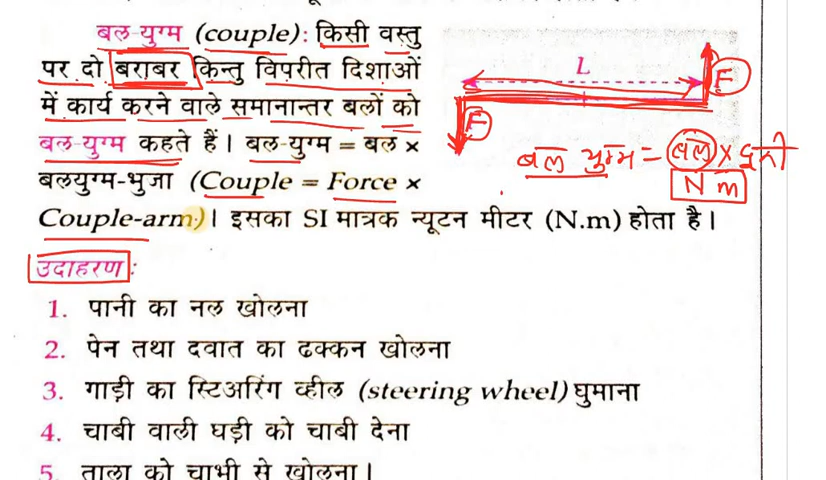 बल-युग्म (couple): किसी वस्तु
पर दो बराबर किन्तु विपरीत दिशाओं
में कार्य करने वाले समानान्तर बलों को
बल-युग्म कहते हैं। बल-युग्म = बल ×
बलयुग्म-भुजा (Couple = Force ×
Couple-arm)। इसका SI मात्रक न्यूटन मीटर (N.m) होता है।
L
F
F
बल युग्म = बल × दूरी
N m
उदाहरण:
1. पानी का नल खोलना
2. पेन तथा दवात का ढक्कन खोलना
3. गाड़ी का स्टिअरिंग व्हील (steering wheel) घुमाना
4. चाबी वाली घड़ी को चाबी देना
5. ताला को चाभी से खोलना।